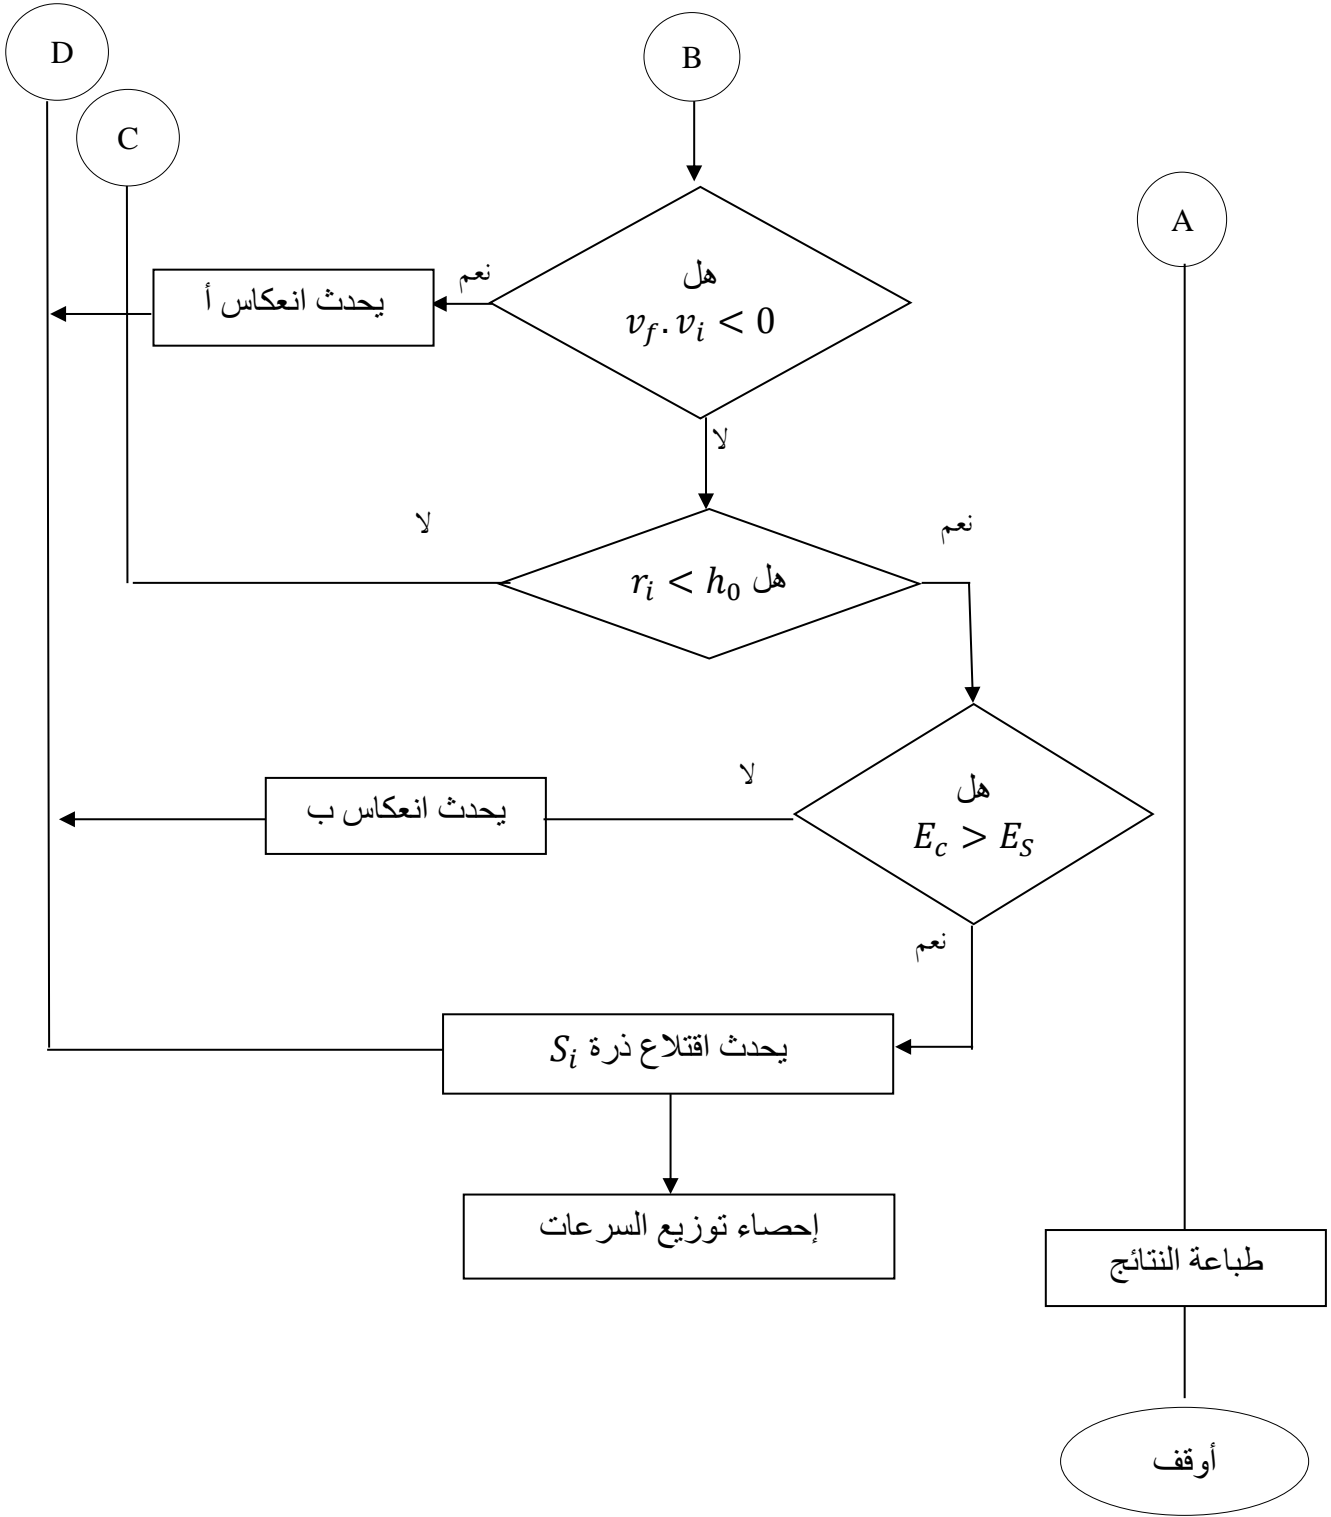 D
B
C
A
هل
v_f . v_i < 0
نعم
يحدث انعكاس أ
لا
لا
نعم
هل r_i < h_0
لا
هل
E_c > E_S
يحدث انعكاس ب
نعم
يحدث اقتلاع ذرة S_i
إحصاء توزيع السرعات
طباعة النتائج
أوقف